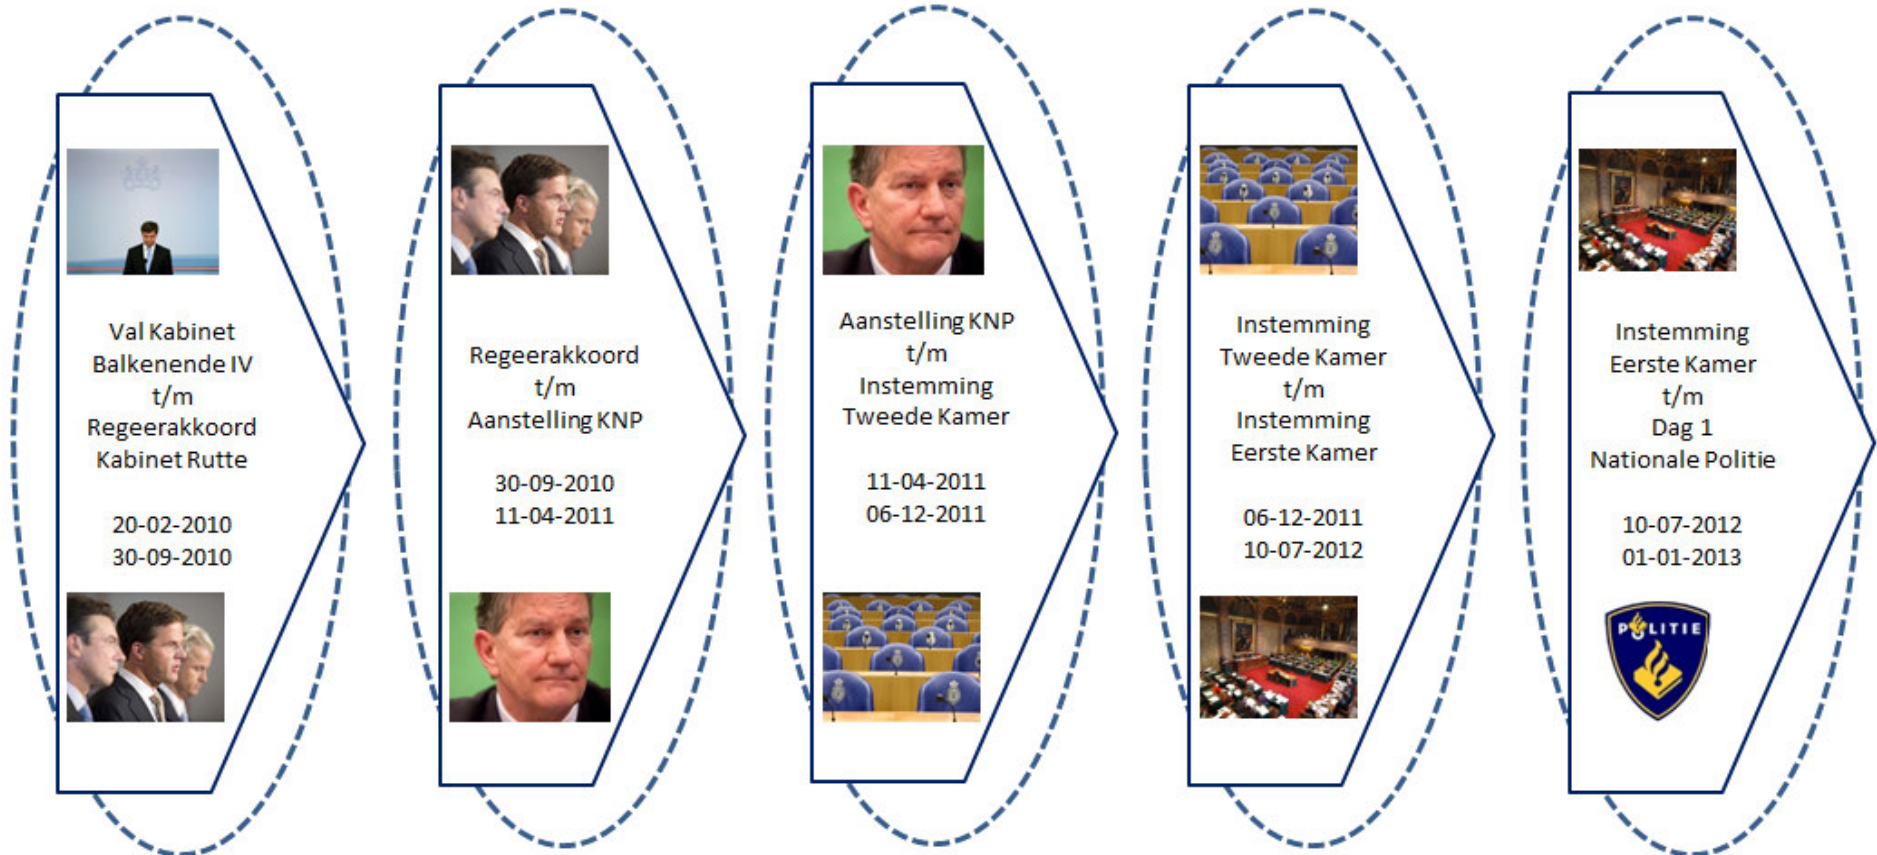 Val Kabinet
Balkenende IV
t/m
Regeerakkoord
Kabinet Rutte
20-02-2010
30-09-2010
Regeerakkoord
t/m
Aanstelling KNP
30-09-2010
11-04-2011
Aanstelling KNP
t/m
Instemming
Tweede Kamer
11-04-2011
06-12-2011
Instemming
Tweede Kamer
t/m
Instemming
Eerste Kamer
06-12-2011
10-07-2012
Instemming
Eerste Kamer
t/m
Dag 1
Nationale Politie
10-07-2012
01-01-2013
POLITIE